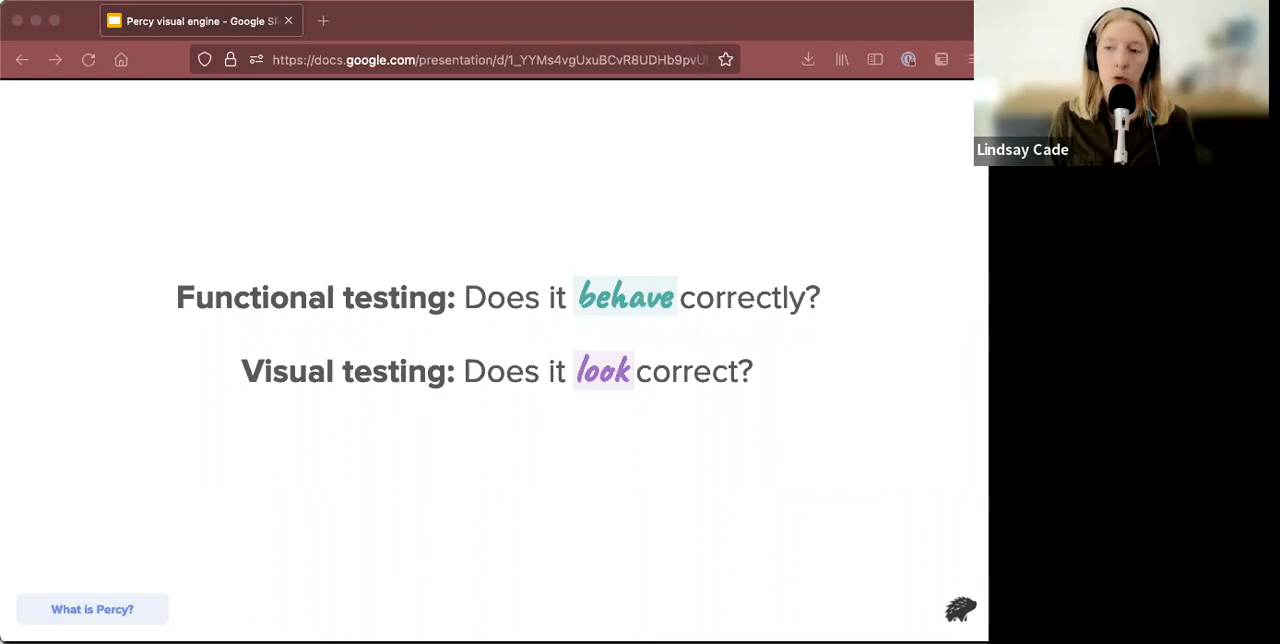 Percy visual engine - Google Sli
https://docs.google.com/presentation/d/1_YYMs4vgUxuBCvR8UDHb9pvU
Lindsay Cade
Functional testing: Does it behave correctly?
Visual testing: Does it look correct?
What is Percy?